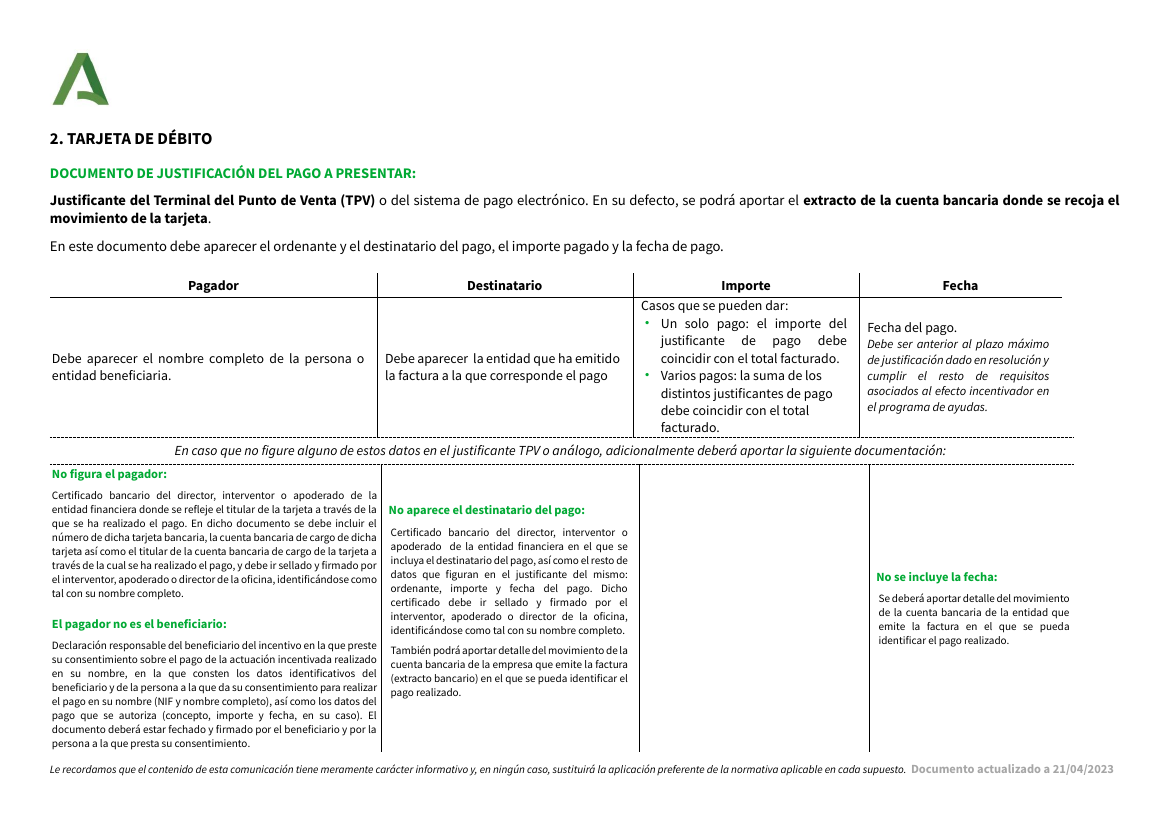 2. TARJETA DE DÉBITO
DOCUMENTO DE JUSTIFICACIÓN DEL PAGO A PRESENTAR:
Justificante del Terminal del Punto de Venta (TPV) o del sistema de pago electrónico. En su defecto, se podrá aportar el extracto de la cuenta bancaria donde se recoja el
movimiento de la tarjeta.
En este documento debe aparecer el ordenante y el destinatario del pago, el importe pagado y la fecha de pago.
Pagador
Destinatario
Importe
Fecha
Debe aparecer el nombre completo de la persona o
entidad beneficiaria.
Debe aparecer la entidad que ha emitido
la factura a la que corresponde el pago
Casos que se pueden dar:
• Un solo pago: el importe del
justificante de pago debe
coincidir con el total facturado.
• Varios pagos: la suma de los
distintos justificantes de pago
debe coincidir con el total
facturado.
Fecha del pago.
Debe ser anterior al plazo máximo
de justificación dado en resolución y
cumplir el resto de requisitos
asociados al efecto incentivador en
el programa de ayudas.
En caso que no figure alguno de estos datos en el justificante TPV o análogo, adicionalmente deberá aportar la siguiente documentación:
No figura el pagador:
Certificado bancario del director, interventor o apoderado de la
entidad financiera donde se refleje el titular de la tarjeta a través de la
que se ha realizado el pago. En dicho documento se debe incluir el
número de dicha tarjeta bancaria, la cuenta bancaria de cargo de dicha
tarjeta así como el titular de la cuenta bancaria de cargo de la tarjeta a
través de la cual se ha realizado el pago, y debe ir sellado y firmado por
el interventor, apoderado o director de la oficina, identificándose como
tal con su nombre completo.
El pagador no es el beneficiario:
Declaración responsable del beneficiario del incentivo en la que preste
su consentimiento sobre el pago de la actuación incentivada realizado
en su nombre, en la que consten los datos identificativos del
beneficiario y de la persona a la que da su consentimiento para realizar
el pago en su nombre (NIF y nombre completo), así como los datos del
pago que se autoriza (concepto, importe y fecha, en su caso). El
documento deberá estar fechado y firmado por el beneficiario y por la
persona a la que presta su consentimiento.
No aparece el destinatario del pago:
Certificado bancario del director, interventor o
apoderado de la entidad financiera en el que se
incluya el destinatario del pago, así como el resto de
datos que figuran en el justificante del mismo:
ordenante, importe y fecha del pago. Dicho
certificado debe ir sellado y firmado por el
interventor, apoderado o director de la oficina,
identificándose como tal con su nombre completo.
También podrá aportar detalle del movimiento de la
cuenta bancaria de la empresa que emite la factura
(extracto bancario) en el que se pueda identificar el
pago realizado.
No se incluye la fecha:
Se deberá aportar detalle del movimiento
de la cuenta bancaria de la entidad que
emite la factura en el que se pueda
identificar el pago realizado.
Le recordamos que el contenido de esta comunicación tiene meramente carácter informativo y, en ningún caso, sustituirá la aplicación preferente de la normativa aplicable en cada supuesto. Documento actualizado a 21/04/2023